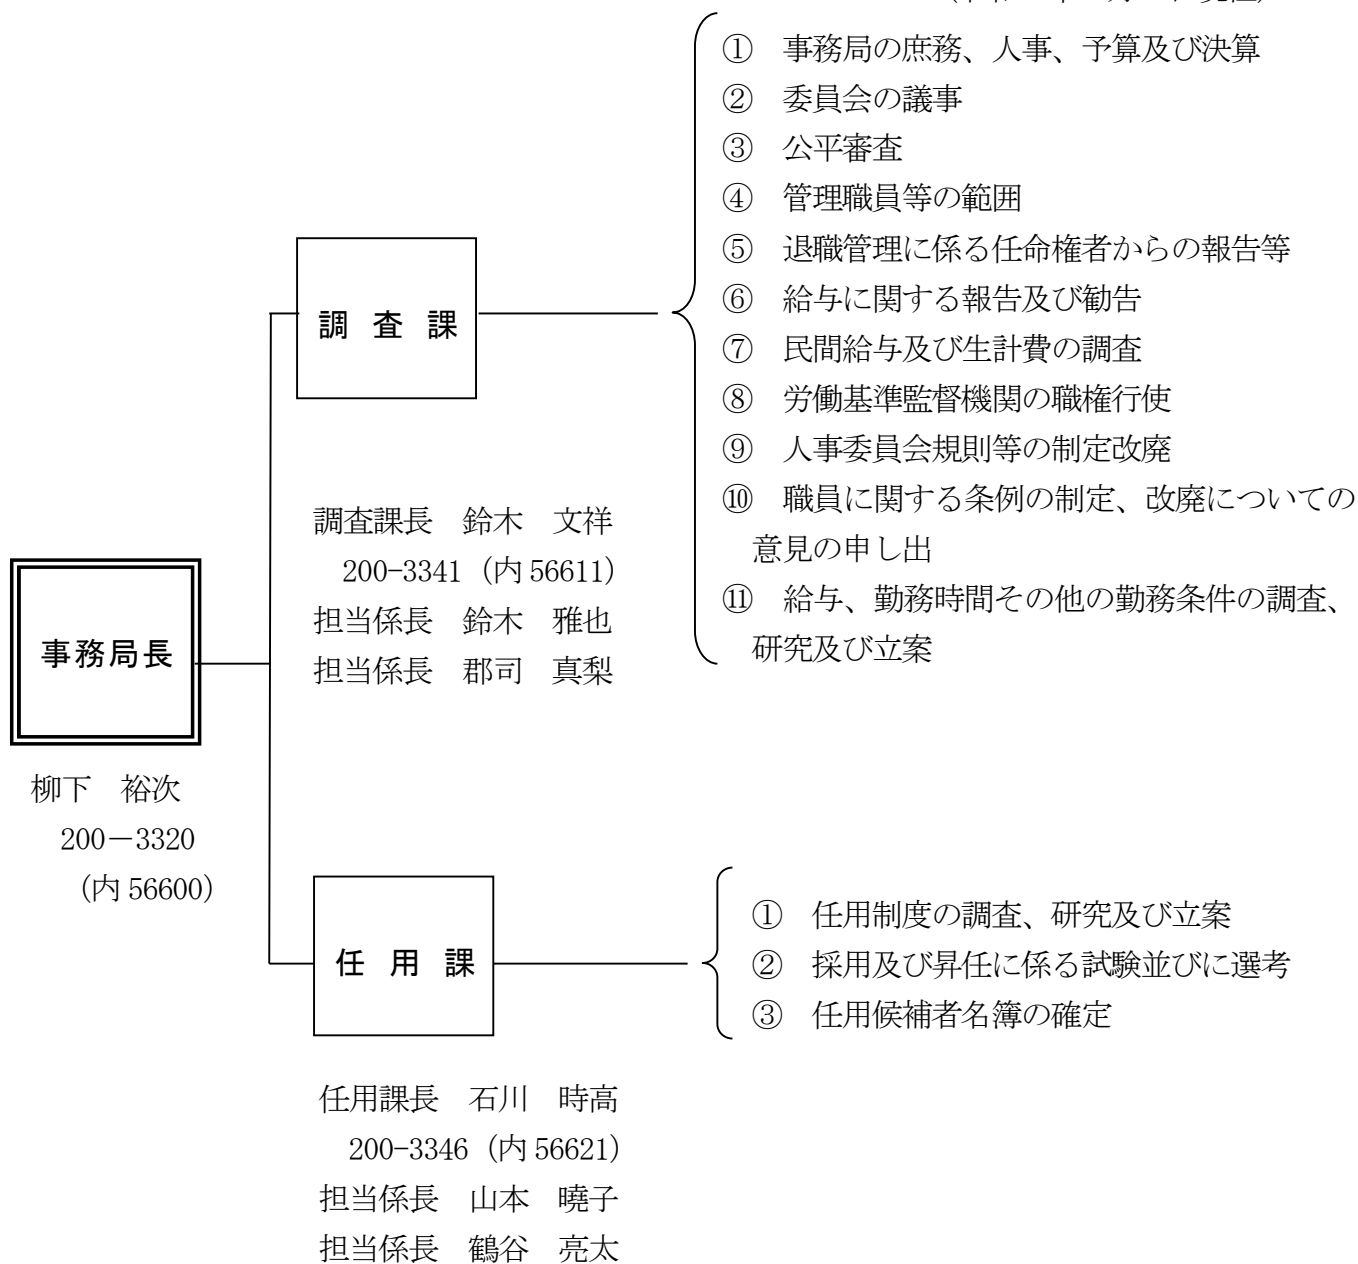 ① 事務局の庶務、人事、予算及び決算
② 委員会の議事
③ 公平審査
④ 管理職員等の範囲
⑤ 退職管理に係る任命権者からの報告等
⑥ 給与に関する報告及び勧告
⑦ 民間給与及び生計費の調査
⑧ 労働基準監督機関の職権行使
⑨ 人事委員会規則等の制定改廃
⑩ 職員に関する条例の制定、改廃についての
意見の申し出
⑪ 給与、勤務時間その他の勤務条件の調査、
研究及び立案
調 査 課
調査課長 鈴木 文祥
200-3341(内 56611)
担当係長 鈴木 雅也
担当係長 郡司 真梨
事務局長
柳下 裕次
200-3320
(内 56600)
任 用 課
① 任用制度の調査、研究及び立案
② 採用及び昇任に係る試験並びに選考
③ 任用候補者名簿の確定
任用課長 石川 時高
200-3346(内 56621)
担当係長 山本 曉子
担当係長 鶴谷 亮太